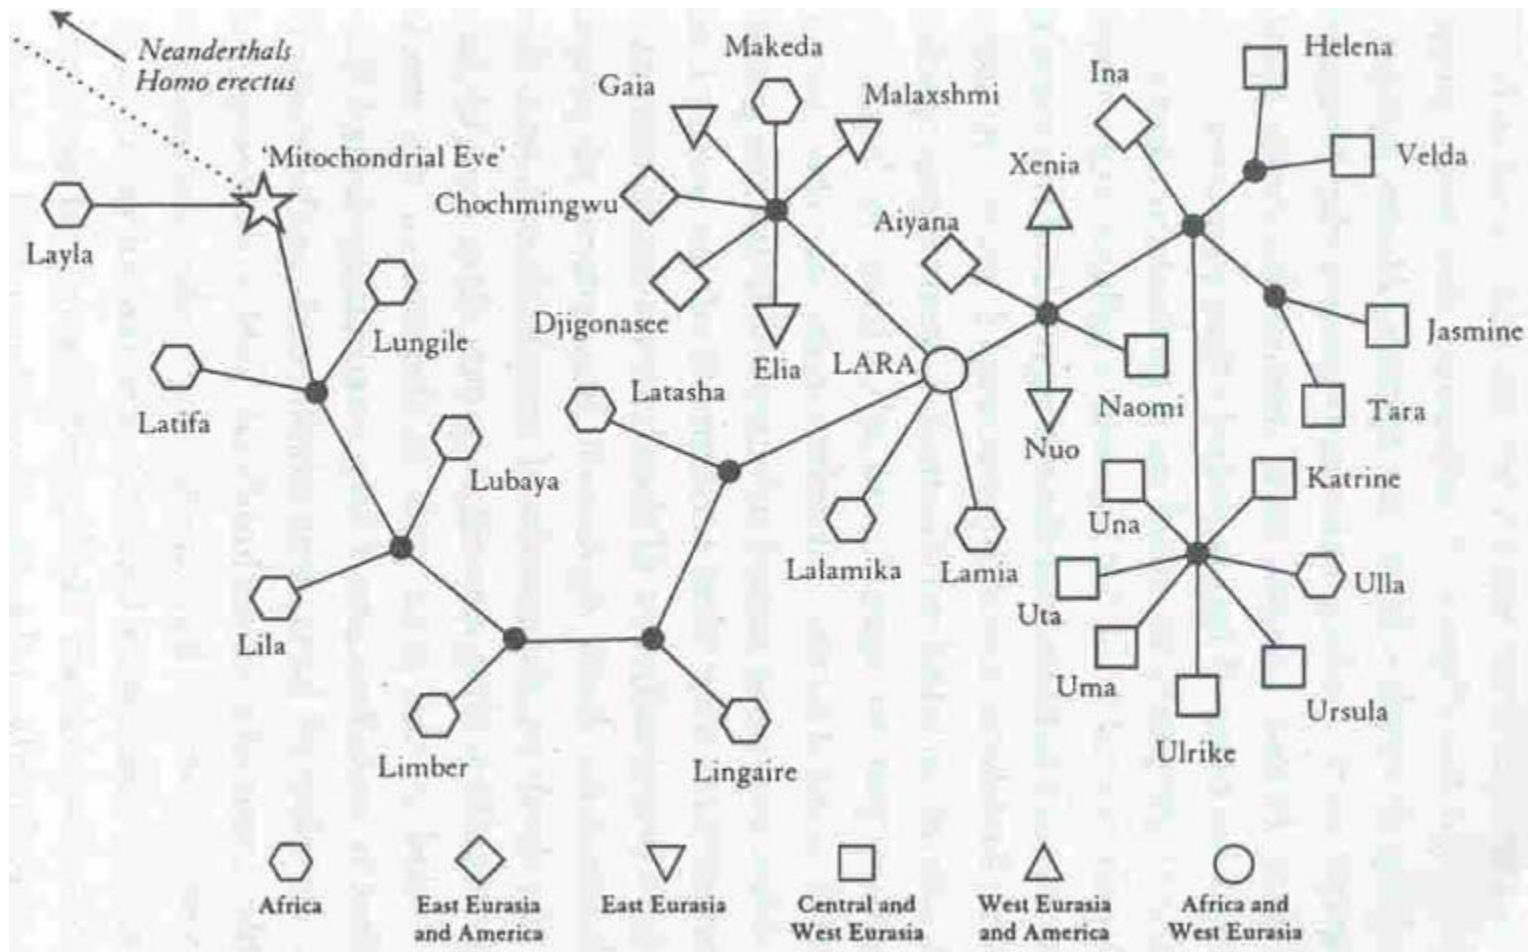 Neanderthals
Homo erectus
'Mitochondrial Eve'
Layla
Lungile
Latifa
Lubaya
Lila
Limber
Lingaire
Latasha
LARA
Lalamika
Lamia
Makeda
Gaia
Malaxshmi
Chochmingwu
Djigonasee
Elia
Aiyana
Xenia
Naomi
Nuo
Ina
Helena
Velda
Jasmine
Tara
Katrine
Una
Ulla
Uta
Uma
Ursula
Ulrike
Africa
East Eurasia
and America
East Eurasia
Central and
West Eurasia
West Eurasia
and America
Africa and
West Eurasia